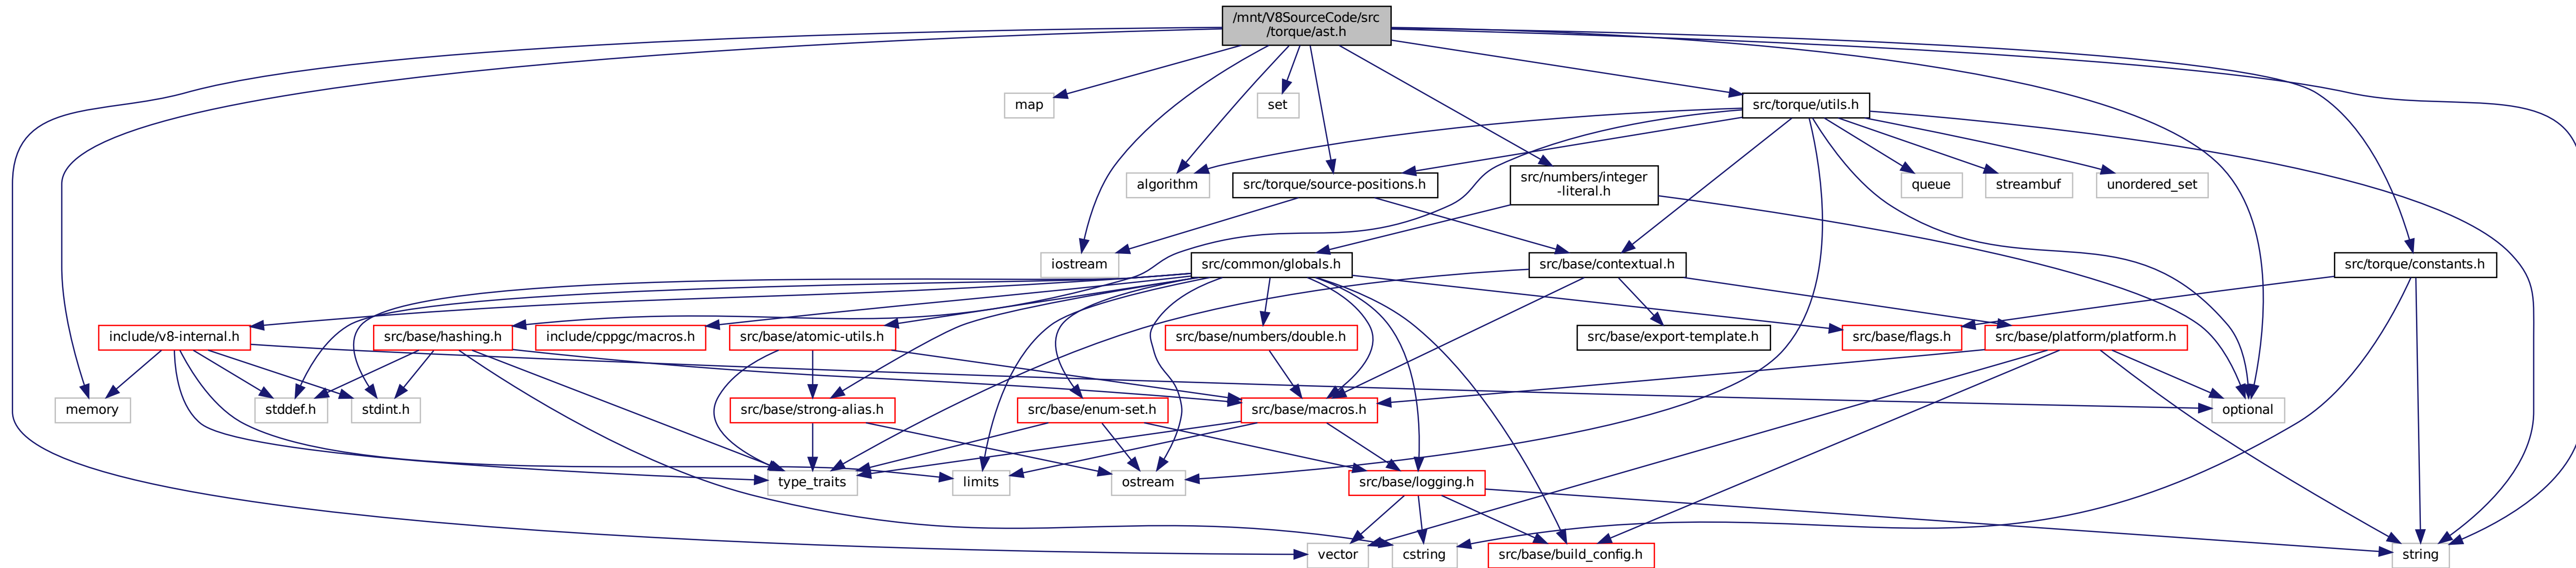 /mnt/V8SourceCode/src
/torque/ast.h
map
set
src/torque/utils.h
algorithm
src/torque/source-positions.h
src/numbers/integer
-literal.h
queue
streambuf
unordered_set
iostream
src/common/globals.h
src/base/contextual.h
src/torque/constants.h
include/v8-internal.h
src/base/hashing.h
include/cppgc/macros.h
src/base/atomic-utils.h
src/base/numbers/double.h
src/base/export-template.h
src/base/flags.h
src/base/platform/platform.h
memory
stddef.h
stdint.h
src/base/strong-alias.h
src/base/enum-set.h
src/base/macros.h
optional
type_traits
limits
ostream
src/base/logging.h
vector
cstring
src/base/build_config.h
string